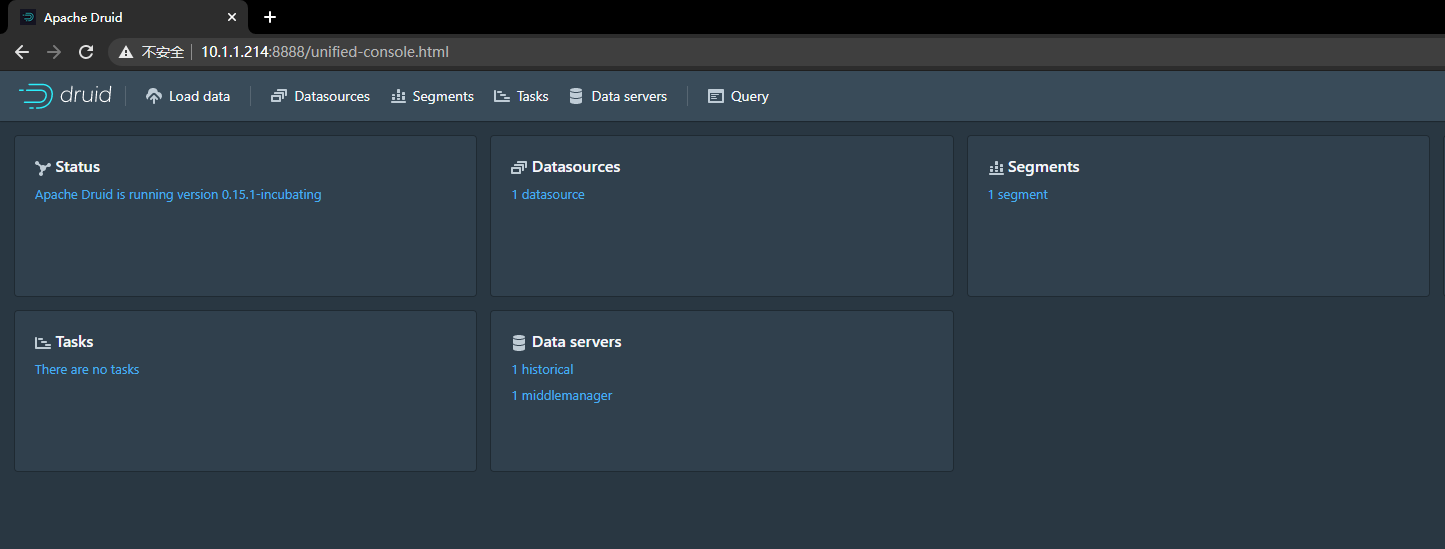 Apache Druid
不安全 10.1.1.214:8888/unified-console.html
druid Load data Datasources Segments Tasks Data servers Query
Status
Apache Druid is running version 0.15.1-incubating
Datasources
1 datasource
Segments
1 segment
Tasks
There are no tasks
Data servers
1 historical
1 middlemanager